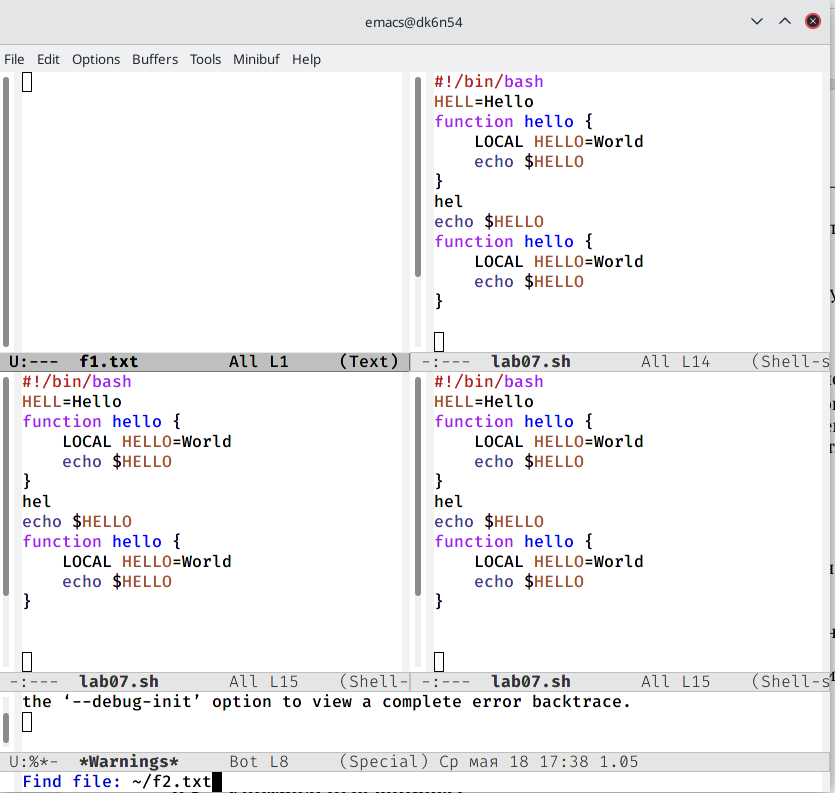 emacs@dk6n54
File Edit Options Buffers Tools Minibuf Help
U:--- f1.txt All L1 (Text)
#!/bin/bash
HELL=Hello
function hello {
LOCAL HELLO=World
echo $HELLO
}
hel
echo $HELLO
function hello {
LOCAL HELLO=World
echo $HELLO
}
-:--- lab07.sh All L14 (Shell-s
#!/bin/bash
HELL=Hello
function hello {
LOCAL HELLO=World
echo $HELLO
}
hel
echo $HELLO
function hello {
LOCAL HELLO=World
echo $HELLO
}
-:--- lab07.sh All L15 (Shell-
#!/bin/bash
HELL=Hello
function hello {
LOCAL HELLO=World
echo $HELLO
}
hel
echo $HELLO
function hello {
LOCAL HELLO=World
echo $HELLO
}
-:--- lab07.sh All L15 (Shell-s
the ‘--debug-init’ option to view a complete error backtrace.
U:%*- *Warnings* Bot L8 (Special) Ср мая 18 17:38 1.05
Find file: ~/f2.txt